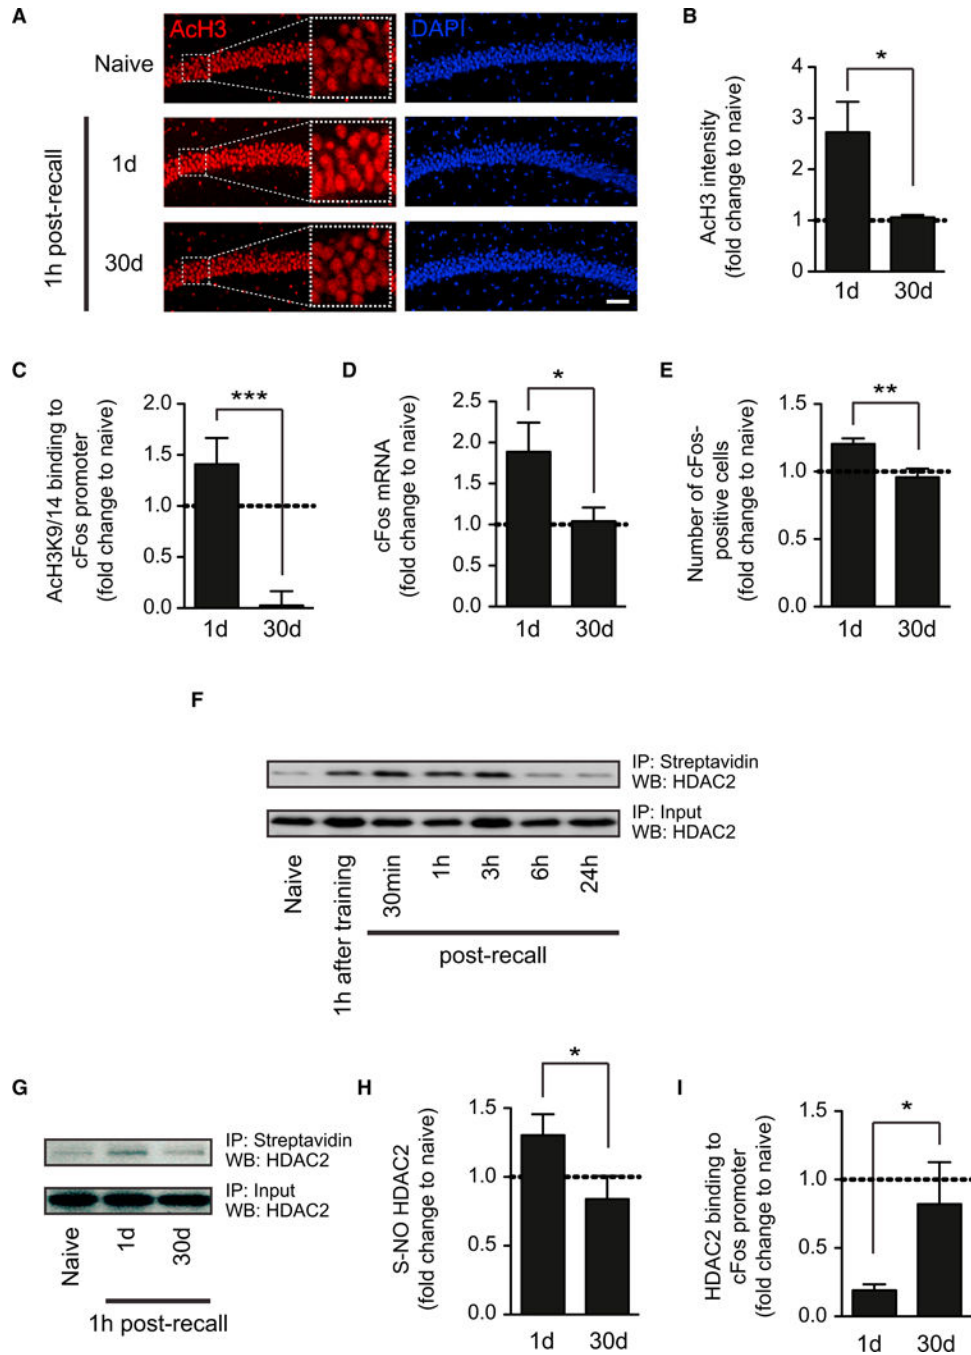 A
AcH3
DAPI
Naive
1h post-recall
1d
30d
B
AcH3 intensity
(fold change to naive)
4
3
2
1
0
*
1d
30d
C
AcH3K9/14 binding to
cFos promoter
(fold change to naive)
2.0
1.5
1.0
0.5
0.0
***
1d
30d
D
cFos mRNA
(fold change to naive)
2.5
2.0
1.5
1.0
0.5
0.0
*
1d
30d
E
Number of cFos-
positive cells
(fold change to naive)
1.5
1.0
0.5
0.0
**
1d
30d
F
IP: Streptavidin
WB: HDAC2
IP: Input
WB: HDAC2
Naive
1h after training
30min
1h
3h
6h
24h
post-recall
G
IP: Streptavidin
WB: HDAC2
IP: Input
WB: HDAC2
Naive
1d
30d
1h post-recall
H
S-NO HDAC2
(fold change to naive)
1.5
1.0
0.5
0.0
*
1d
30d
I
HDAC2 binding to
cFos promoter
(fold change to naive)
1.5
1.0
0.5
0.0
*
1d
30d